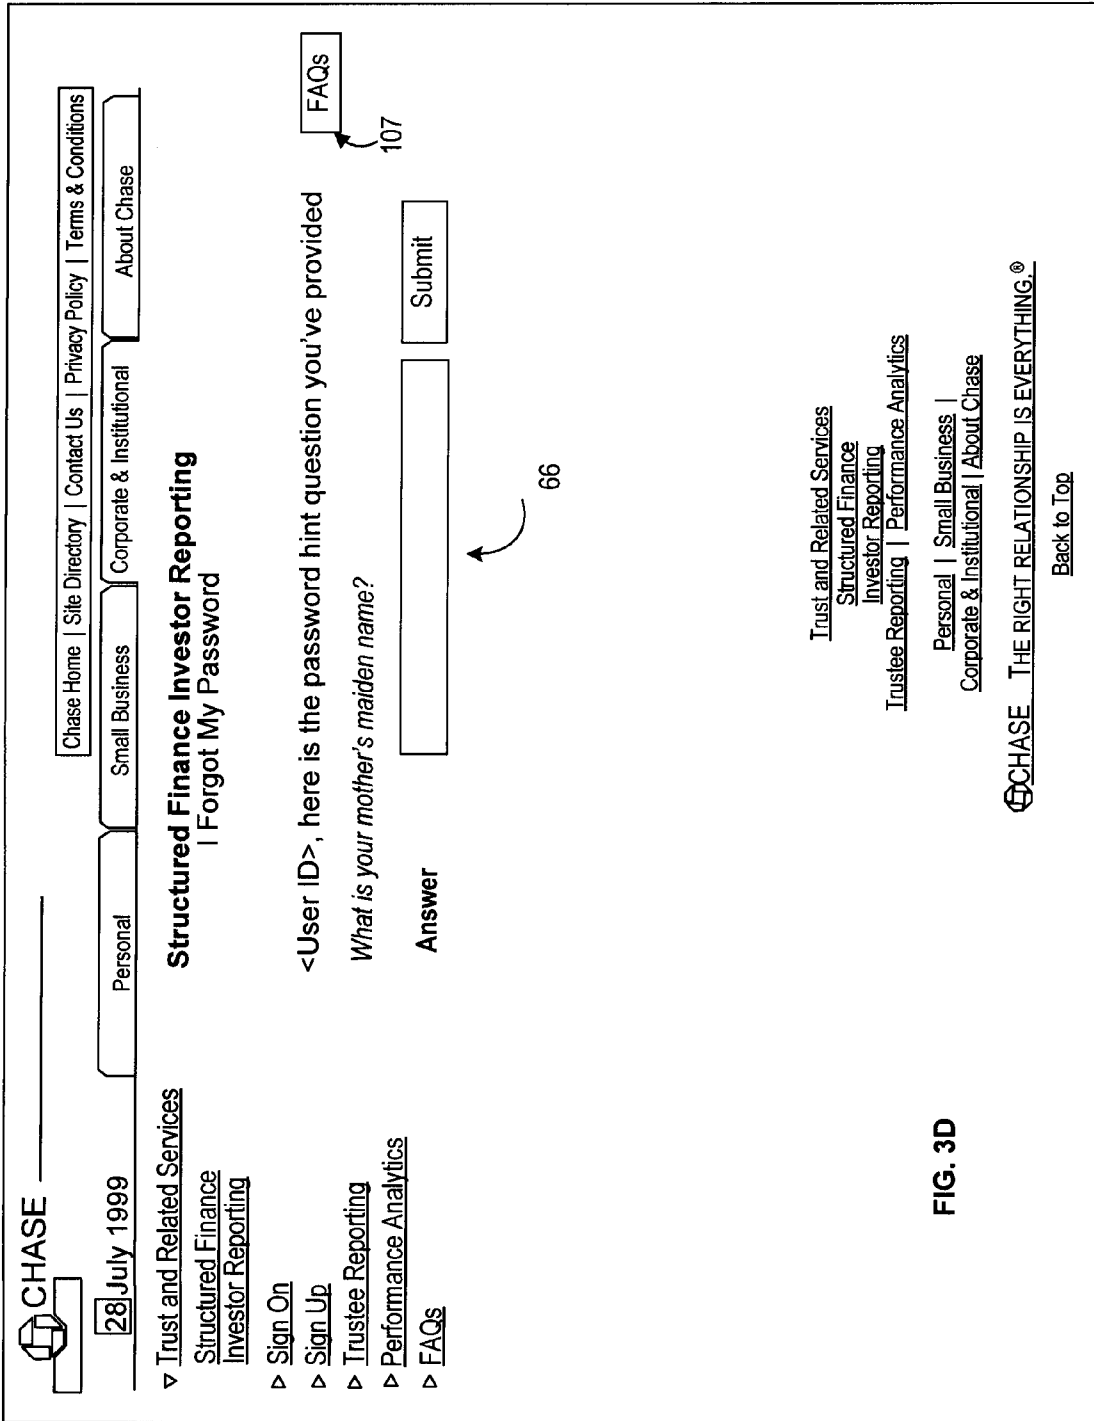 CHASE
Chase Home | Site Directory | Contact Us | Privacy Policy | Terms & Conditions
28 July 1999
Personal
Small Business
Corporate & Institutional
About Chase
▽ Trust and Related Services
Structured Finance
Investor Reporting
▷ Sign On
▷ Sign Up
▷ Trustee Reporting
▷ Performance Analytics
▷ FAQs
Structured Finance Investor Reporting
| Forgot My Password
FAQs
107
<User ID>, here is the password hint question you've provided
What is your mother's maiden name?
Answer
Submit
66
Trust and Related Services
Structured Finance
Investor Reporting
Trustee Reporting | Performance Analytics
Personal | Small Business |
Corporate & Institutional | About Chase
CHASE THE RIGHT RELATIONSHIP IS EVERYTHING.®
Back to Top
FIG. 3D